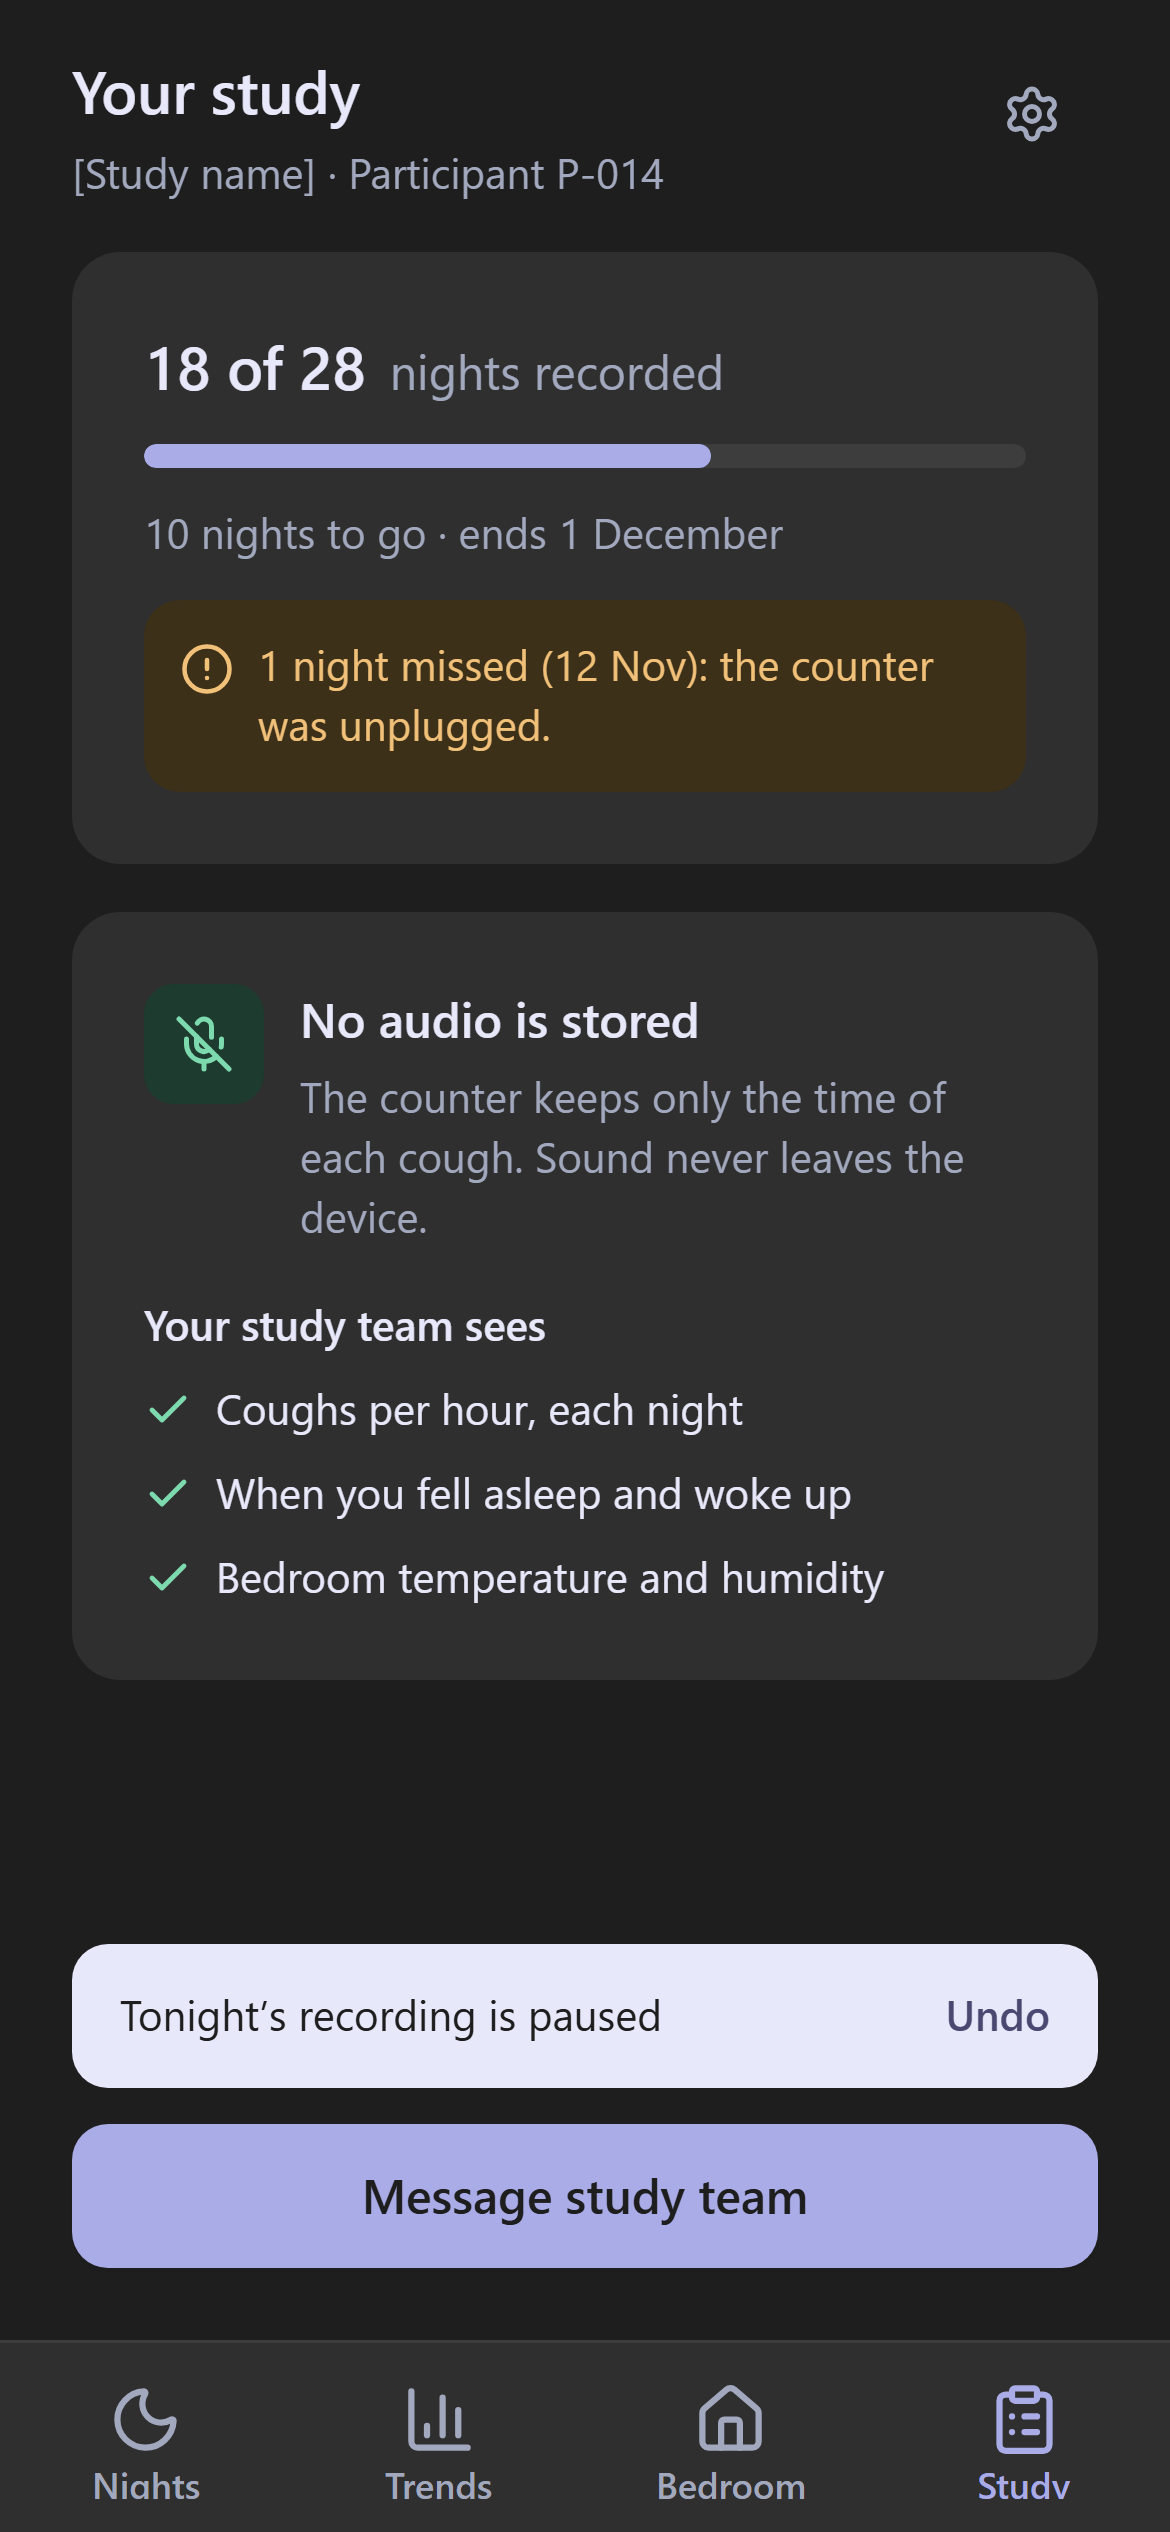 Your study
[Study name] · Participant P-014
18 of 28 nights recorded
10 nights to go · ends 1 December
1 night missed (12 Nov): the counter
was unplugged.
No audio is stored
The counter keeps only the time of
each cough. Sound never leaves the
device.
Your study team sees
Coughs per hour, each night
When you fell asleep and woke up
Bedroom temperature and humidity
Tonight’s recording is paused Undo
Message study team
Nights Trends Bedroom Study